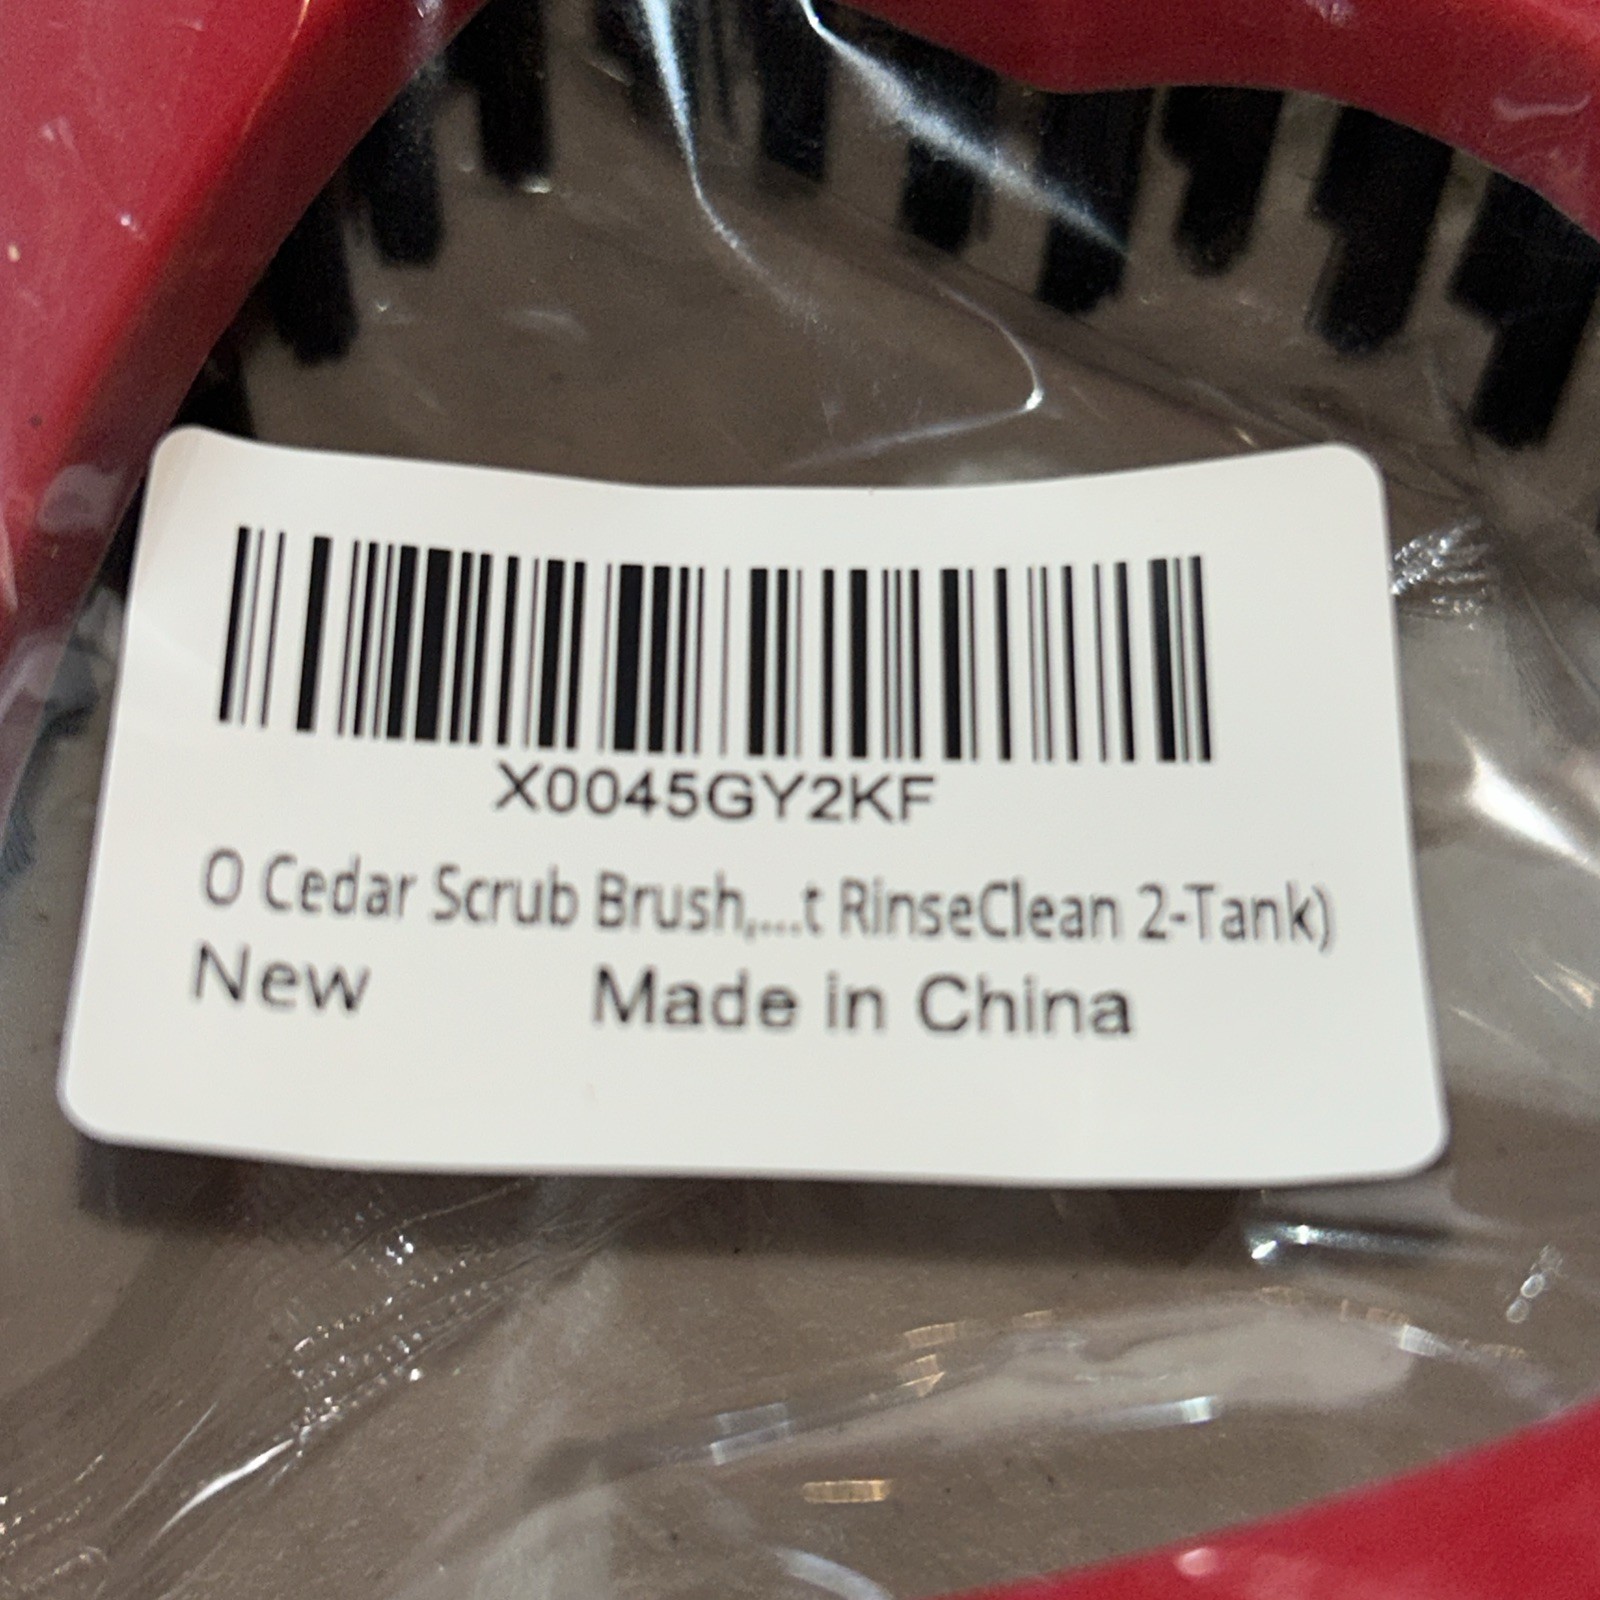 X0045GY2KF
O Cedar Scrub Brush,...t RinseClean 2-Tank)
New Made in China